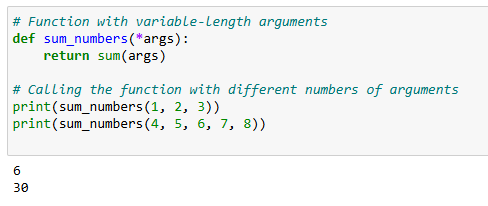 # Function with variable-length arguments
def sum_numbers(*args):
    return sum(args)
# Calling the function with different numbers of arguments
print(sum_numbers(1, 2, 3))
print(sum_numbers(4, 5, 6, 7, 8))
6
30